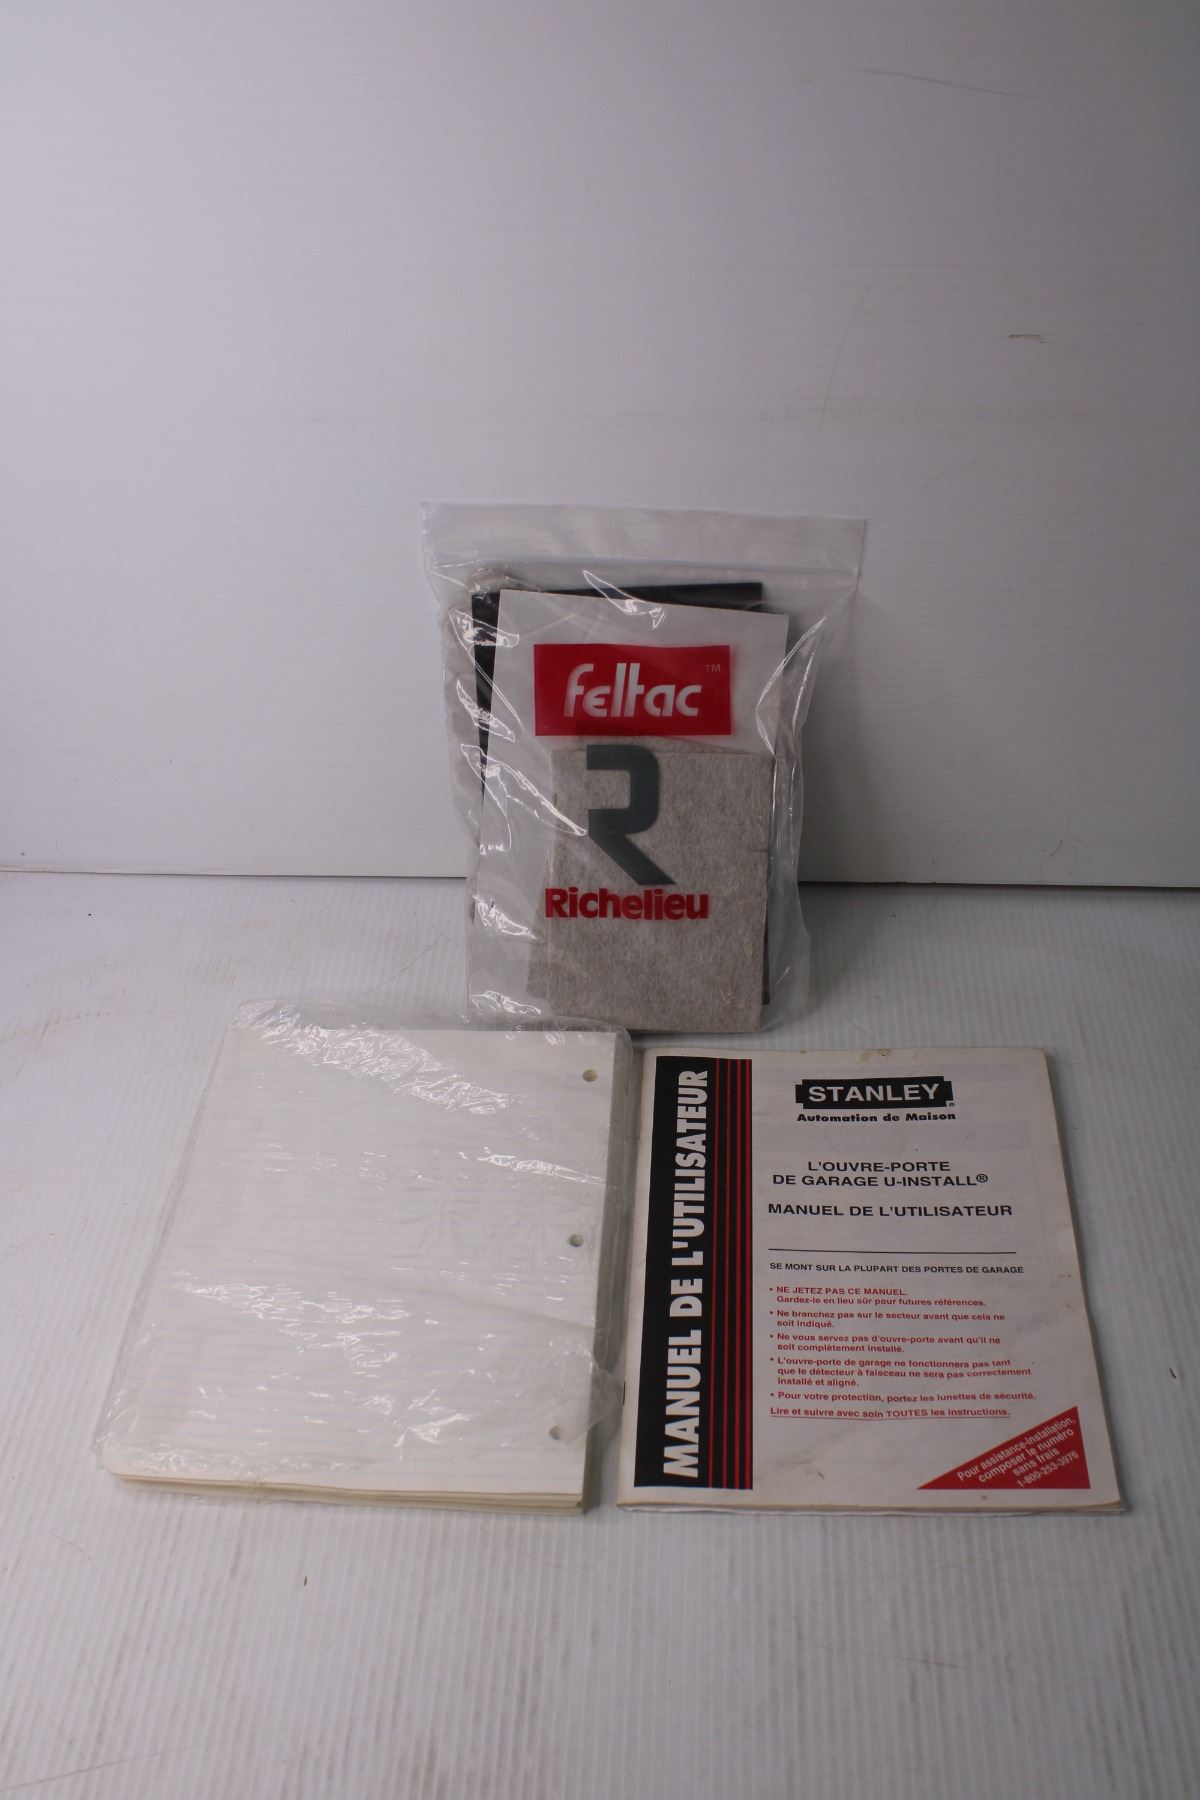 feltac™
R
Richelieu
MANUEL DE L'UTILISATEUR
STANLEY®
Automation de Maison
L'OUVRE-PORTE
DE GARAGE U-INSTALL®
MANUEL DE L'UTILISATEUR
SE MONT SUR LA PLUPART DES PORTES DE GARAGE
• NE JETEZ PAS CE MANUEL.
Gardez-le en lieu sûr pour futures références.
• Ne branchez pas sur le secteur avant que cela ne
soit indiqué.
• Ne vous servez pas d'ouvre-porte avant qu'il ne
soit complètement installé.
• L'ouvre-porte de garage ne fonctionnera pas tant
que le détecteur à faisceau ne sera pas correctement
installé et aligné.
• Pour votre protection, portez les lunettes de sécurité.
Lire et suivre avec soin TOUTES les instructions.
Pour assistance-installation,
composer le numéro
sans frais
1-800-253-3976